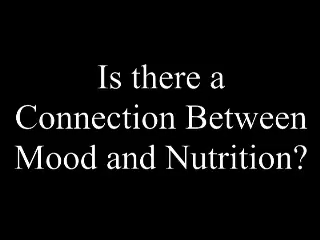 Is there a
Connection Between
Mood and Nutrition?